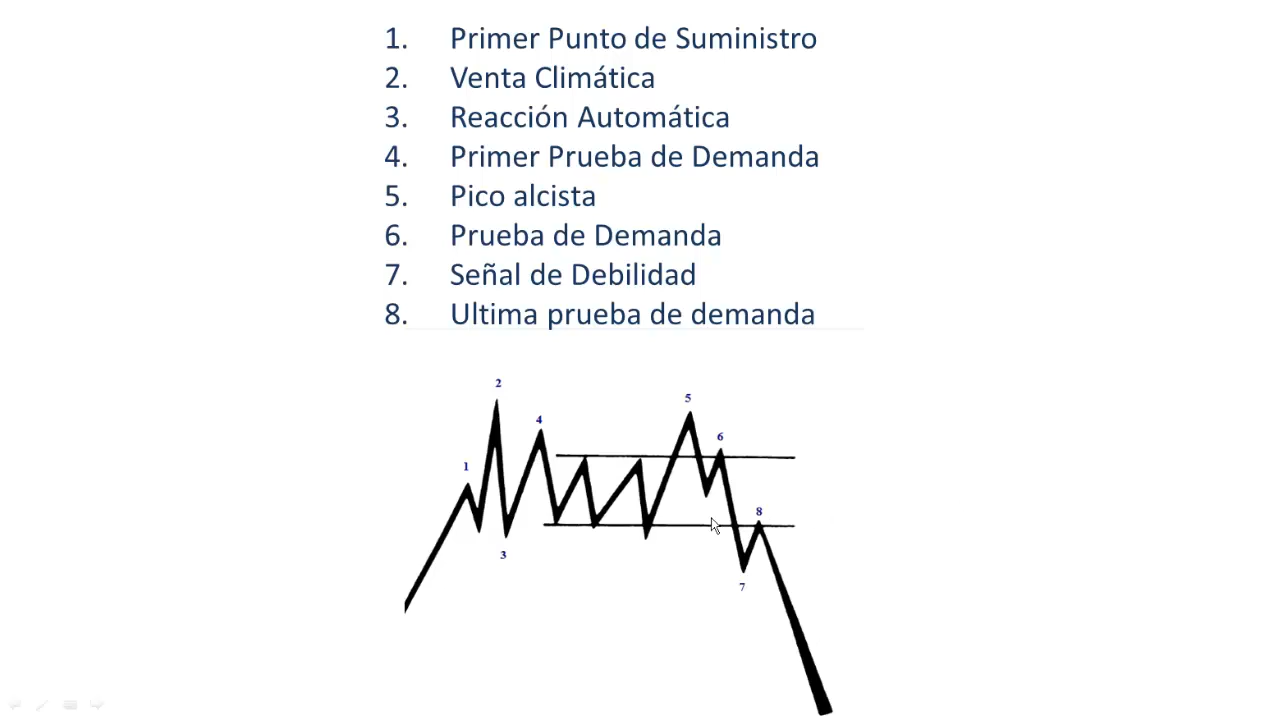 1. Primer Punto de Suministro
2. Venta Climática
3. Reacción Automática
4. Primer Prueba de Demanda
5. Pico alcista
6. Prueba de Demanda
7. Señal de Debilidad
8. Ultima prueba de demanda
2
5
4
6
1
8
3
7